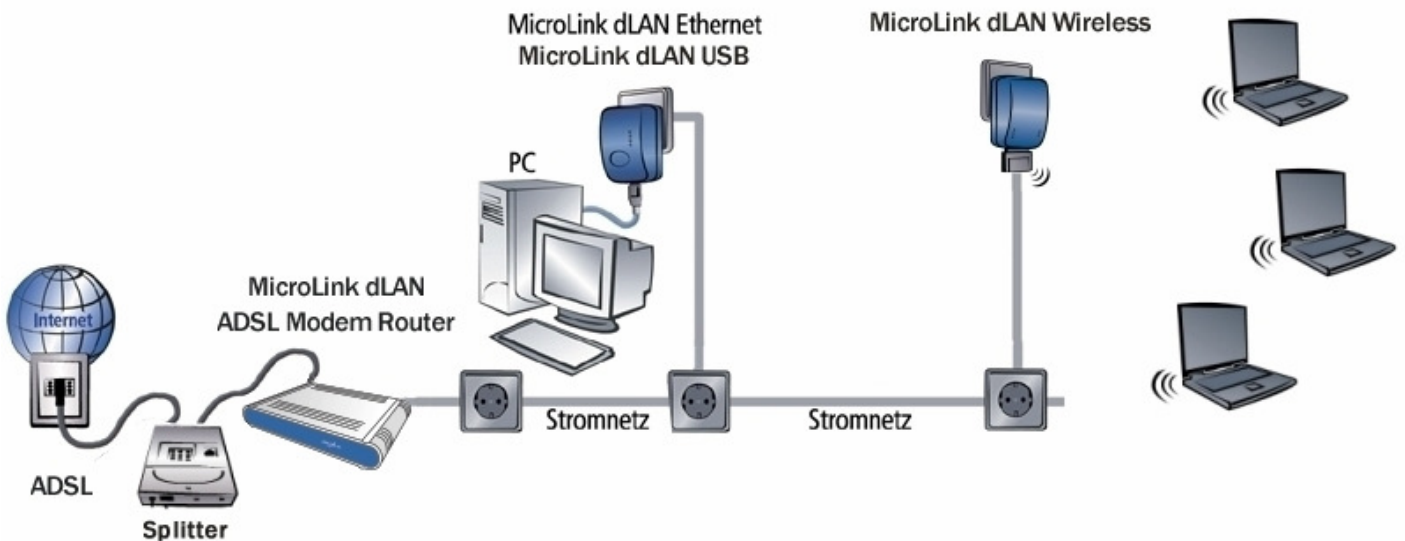 MicroLink dLAN Ethernet
MicroLink dLAN USB
MicroLink dLAN Wireless
PC
MicroLink dLAN
ADSL Modem Router
Internet
Stromnetz
Stromnetz
ADSL
Splitter